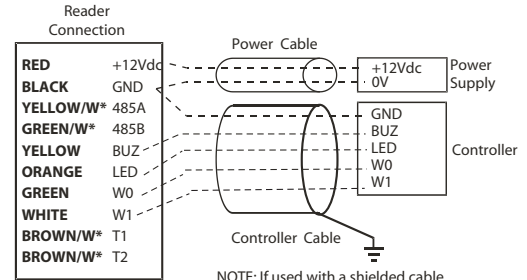 Reader
Connection
Power Cable
RED +12Vdc
+12Vdc Power
BLACK GND
0V Supply
YELLOW/W* 485A
GND
GREEN/W* 485B
BUZ
YELLOW BUZ
LED Controller
ORANGE LED
W0
GREEN W0
W1
WHITE W1
BROWN/W* T1
Controller Cable
BROWN/W* T2
NOTE: If used with a shielded cable